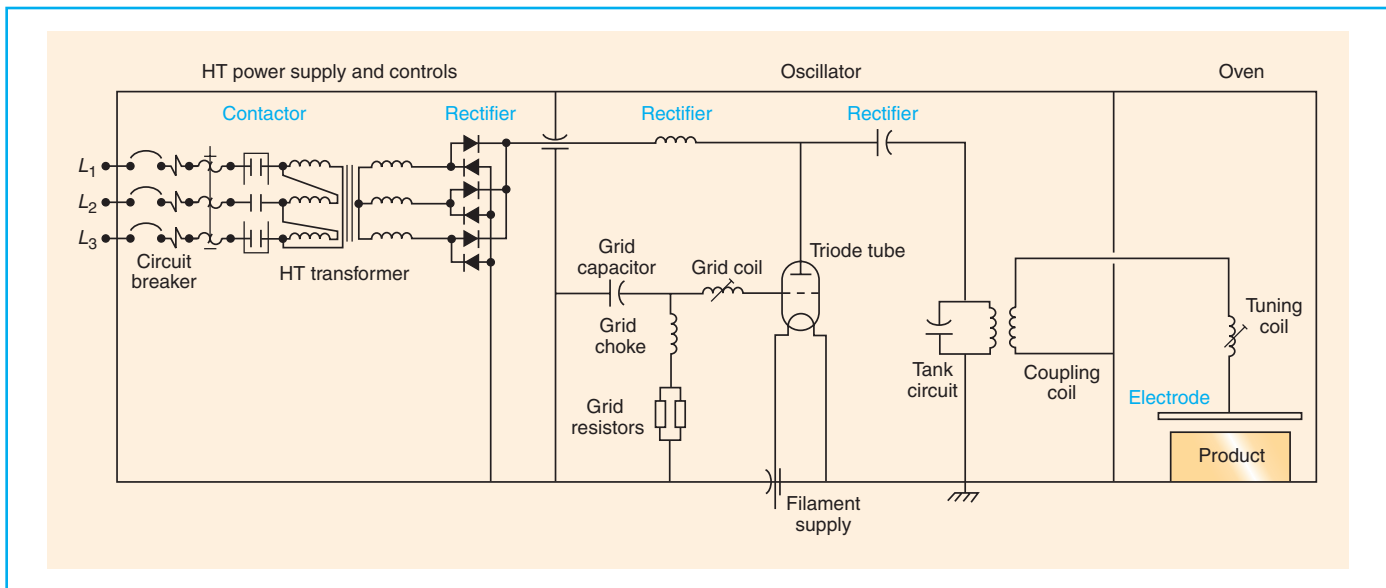 HT power supply and controls
Oscillator
Oven
Contactor
Rectifier
Rectifier
Rectifier
L1
L2
L3
Circuit
breaker
HT transformer
Grid
capacitor
Grid coil
Triode tube
Grid
choke
Grid
resistors
Filament
supply
Tank
circuit
Coupling
coil
Tuning
coil
Electrode
Product